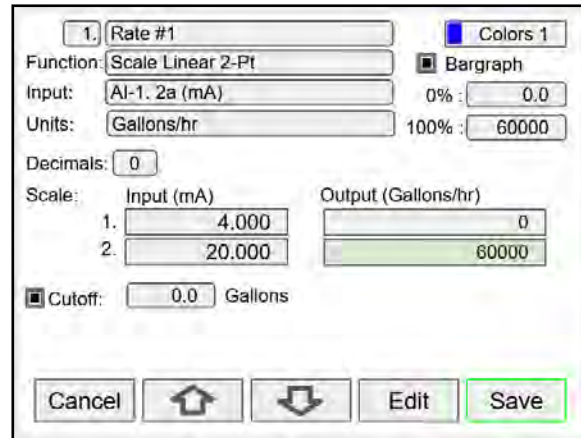 1. Rate #1 Colors 1
Function: Scale Linear 2-Pt Bargraph
Input: AI-1. 2a (mA) 0% : 0.0
Units: Gallons/hr 100% : 60000
Decimals: 0
Scale: Input (mA) Output (Gallons/hr)
1. 4.000 0
2. 20.000 60000
Cutoff: 0.0 Gallons
Cancel Edit Save